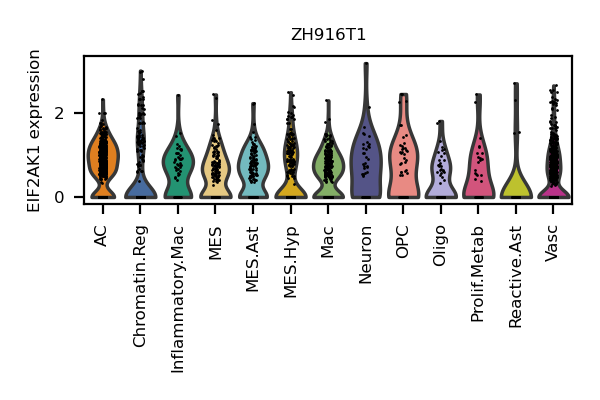 ZH916T1
EIF2AK1 expression
2
0
AC
Chromatin.Reg
Inflammatory.Mac
MES
MES.Ast
MES.Hyp
Mac
Neuron
OPC
Oligo
Prolif.Metab
Reactive.Ast
Vasc